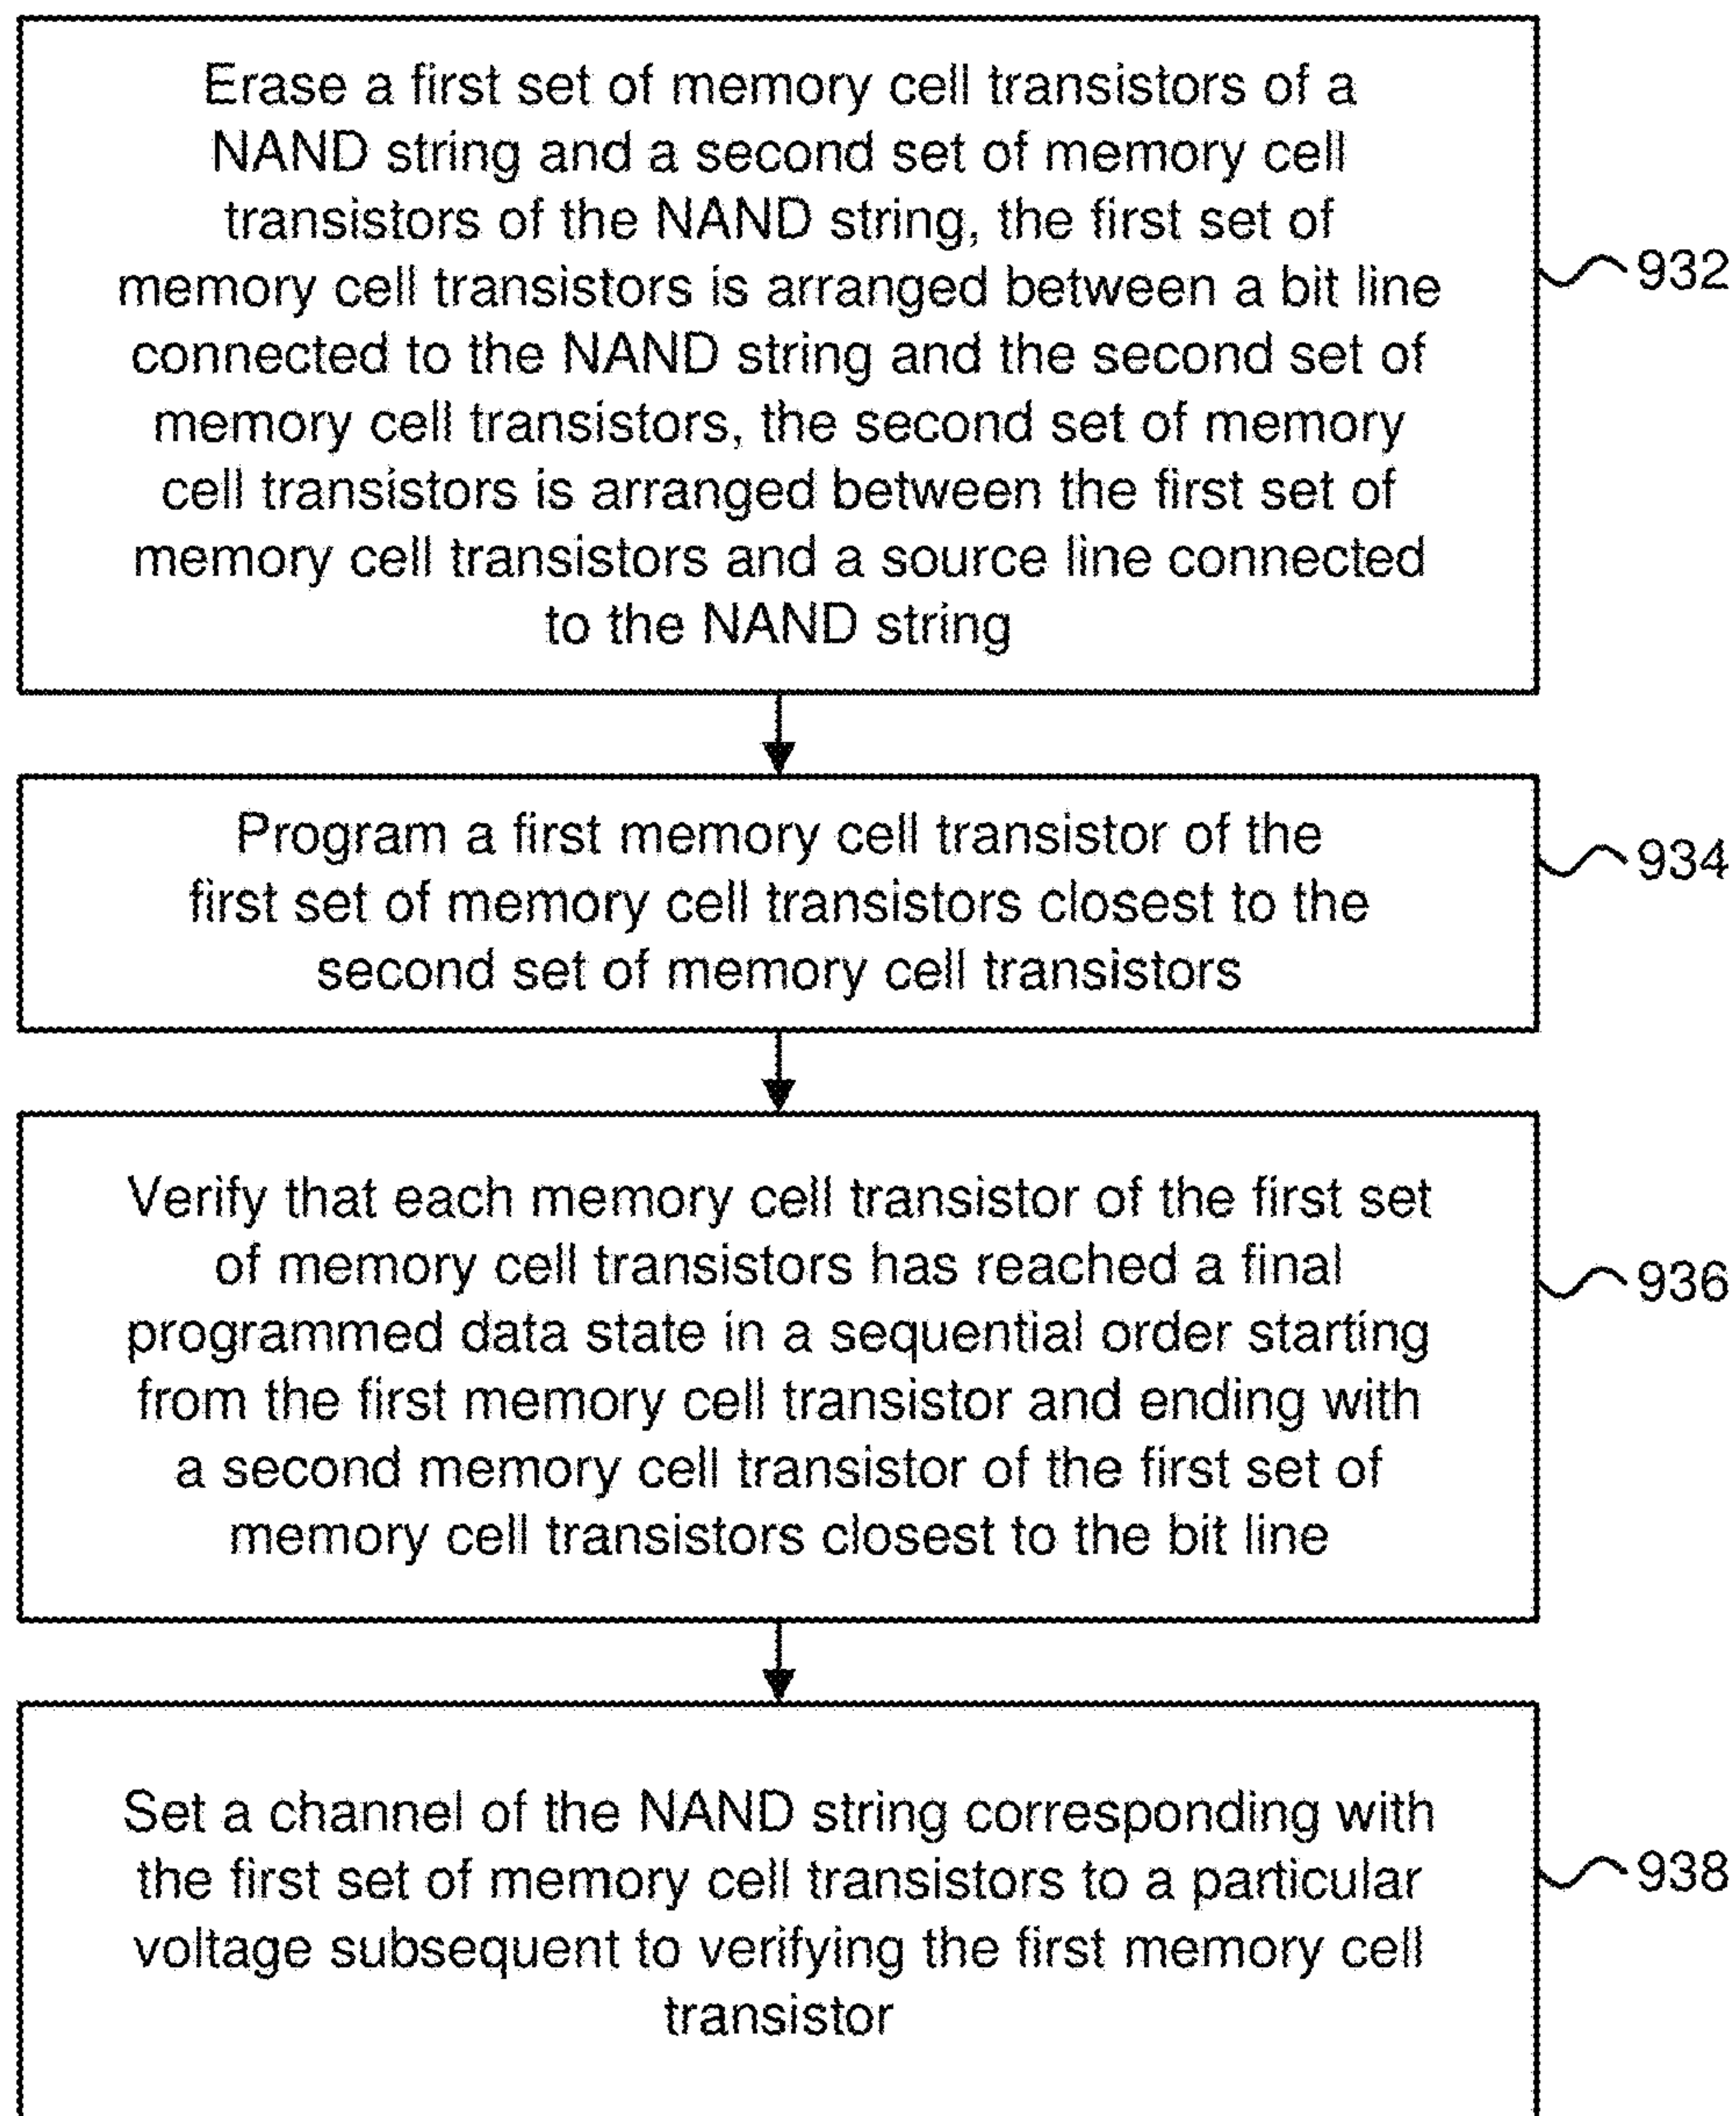 Erase a first set of memory cell transistors of a
NAND string and a second set of memory cell
transistors of the NAND string, the first set of
memory cell transistors is arranged between a bit line
connected to the NAND string and the second set of
memory cell transistors, the second set of memory
cell transistors is arranged between the first set of
memory cell transistors and a source line connected
to the NAND string
932
Program a first memory cell transistor of the
first set of memory cell transistors closest to the
second set of memory cell transistors
934
Verify that each memory cell transistor of the first set
of memory cell transistors has reached a final
programmed data state in a sequential order starting
from the first memory cell transistor and ending with
a second memory cell transistor of the first set of
memory cell transistors closest to the bit line
936
Set a channel of the NAND string corresponding with
the first set of memory cell transistors to a particular
voltage subsequent to verifying the first memory cell
transistor
938